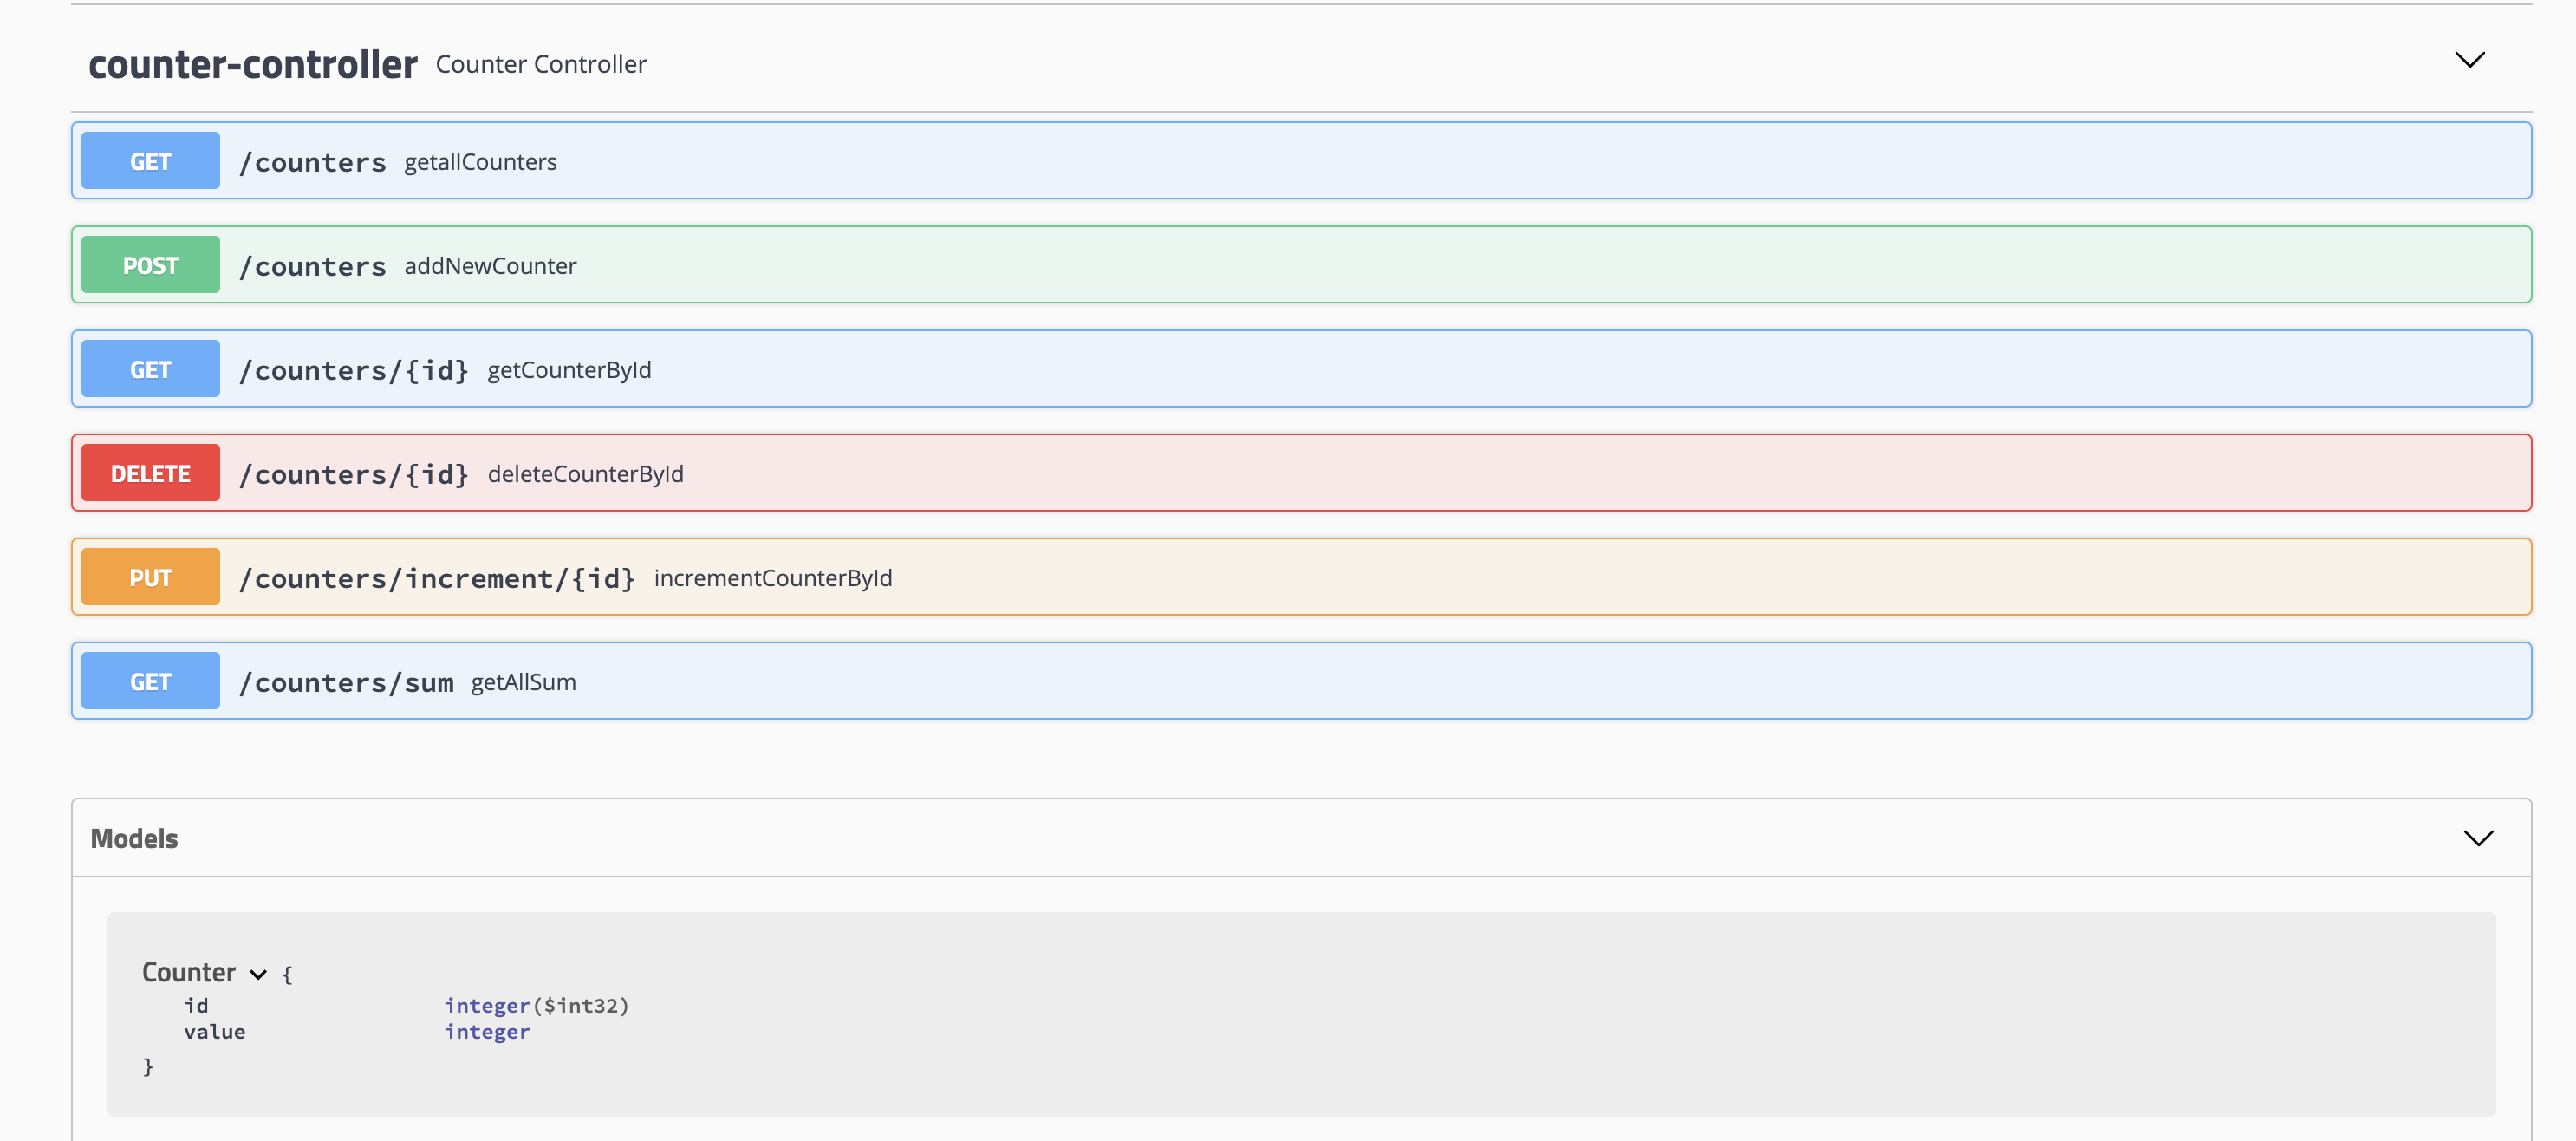 counter-controller Counter Controller
GET /counters getallCounters
POST /counters addNewCounter
GET /counters/{id} getCounterById
DELETE /counters/{id} deleteCounterById
PUT /counters/increment/{id} incrementCounterById
GET /counters/sum getAllSum
Models
Counter {
id integer($int32)
value integer
}